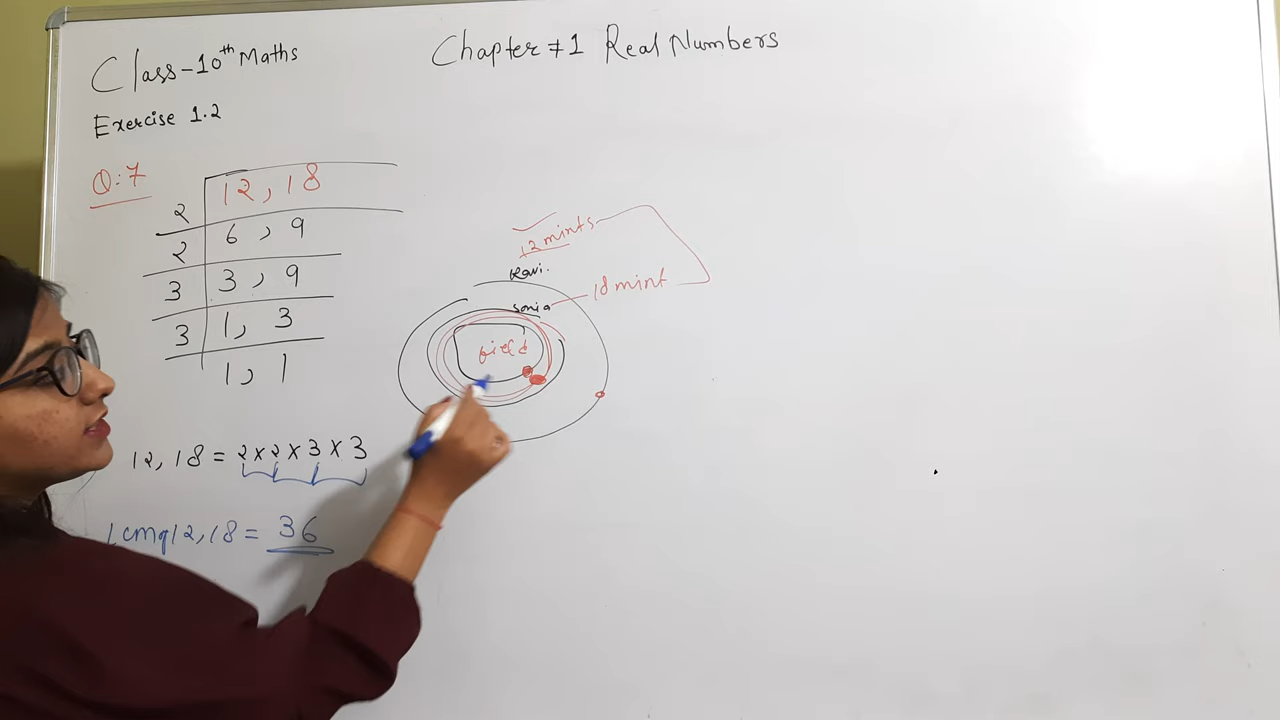 Class-10th Maths
Chapter ≠ 1 Real Numbers
Exercise 1.2
Q:7
2 12, 18
2 6, 9
3 3, 9
3 1, 3
1, 1
12, 18 = 2 × 2 × 3 × 3
12, 18 = 36
12 mints
Ravi.
Sonia
18 mint
field